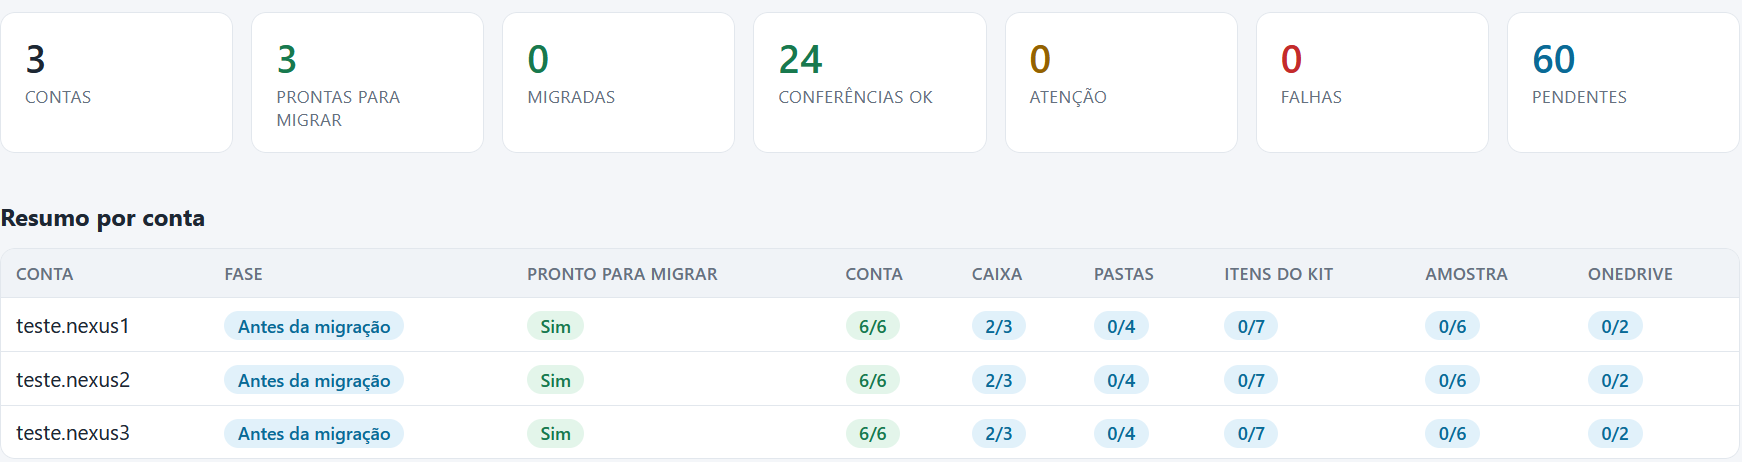 3
CONTAS
3
PRONTAS PARA
MIGRAR
0
MIGRADAS
24
CONFERÊNCIAS OK
0
ATENÇÃO
0
FALHAS
60
PENDENTES
Resumo por conta
CONTA FASE PRONTO PARA MIGRAR CONTA CAIXA PASTAS ITENS DO KIT AMOSTRA ONEDRIVE
teste.nexus1 Antes da migração Sim 6/6 2/3 0/4 0/7 0/6 0/2
teste.nexus2 Antes da migração Sim 6/6 2/3 0/4 0/7 0/6 0/2
teste.nexus3 Antes da migração Sim 6/6 2/3 0/4 0/7 0/6 0/2